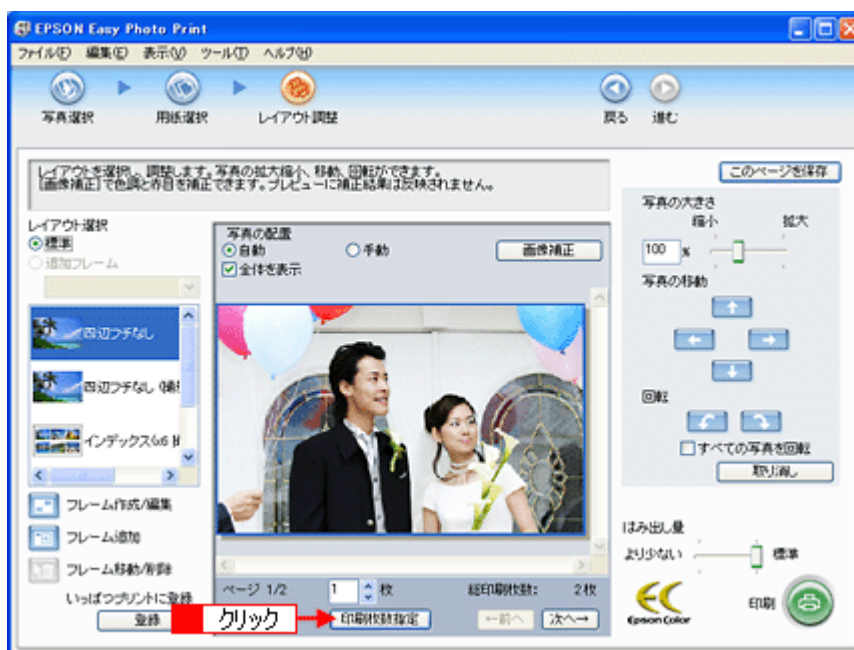 EPSON Easy Photo Print
ファイル(F) 編集(E) 表示(V) ツール(T) ヘルプ(H)
写真選択 用紙選択 レイアウト調整 戻る 進む
レイアウトを選択し、調整します。写真の拡大縮小、移動、回転ができます。
[画像補正]で色調と赤目を補正できます。プレビューに補正結果は反映されません。
このページを保存
レイアウト選択
標準
追加フレーム
四辺フチなし
四辺フチなし
インデックス
フレーム作成/編集
フレーム追加
フレーム移動/削除
いっぱつプリントに登録
登録
写真の配置
自動 手動 画像補正
全体を表示
ページ 1/2 1 枚 総印刷枚数: 2枚
クリック
印刷枚数指定 ←前へ 次へ→
写真の大きさ
縮小 拡大
100 %
写真の移動
回転
すべての写真を回転
取り消し
はみ出し量
より少ない 標準
Epson Color
印刷